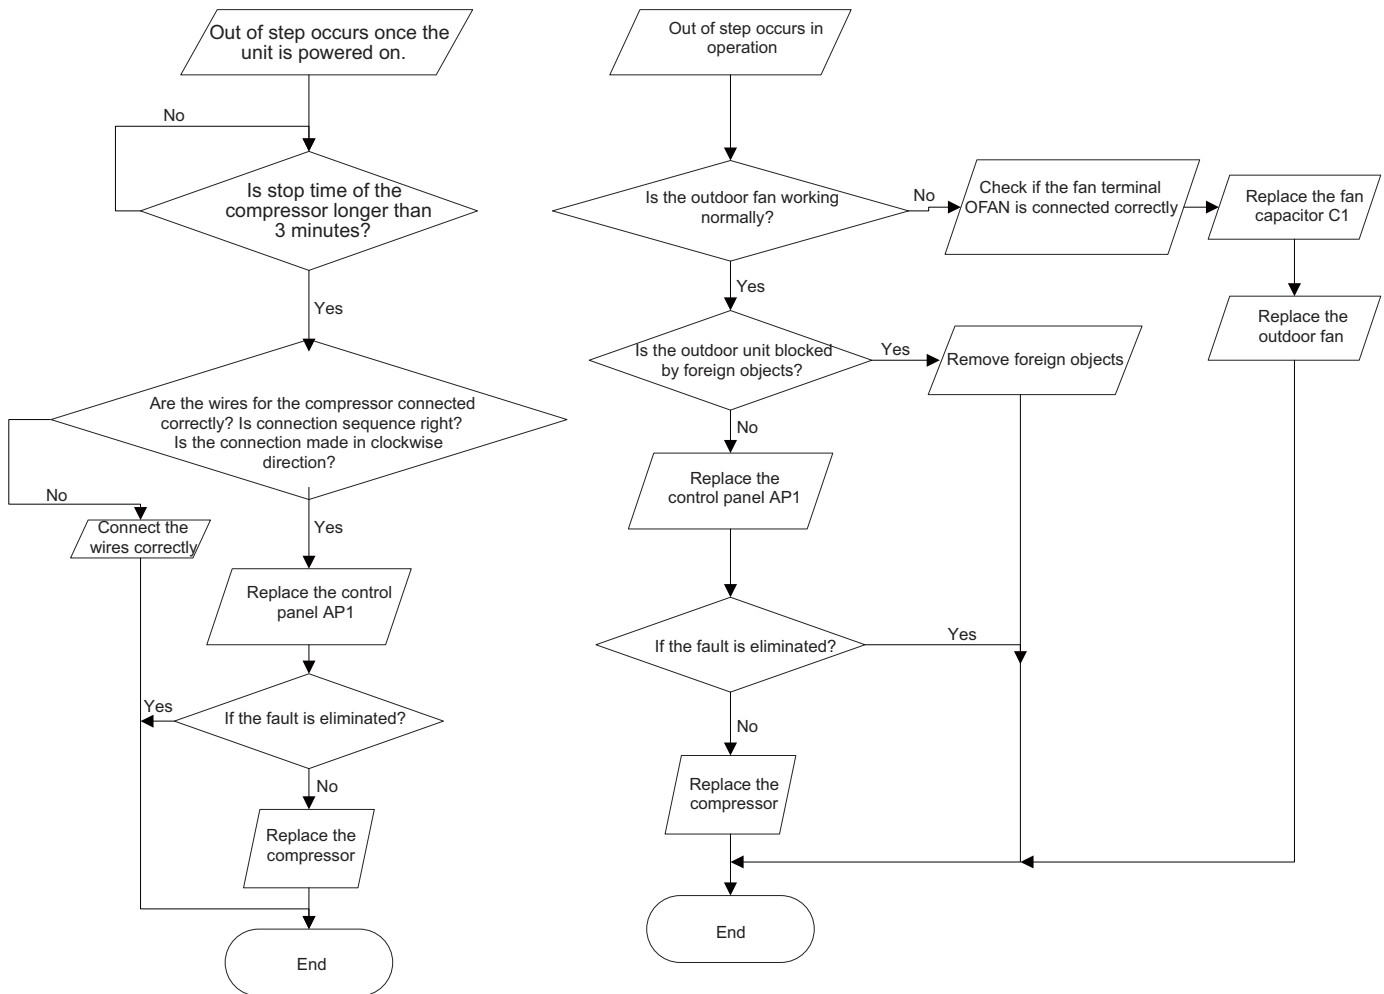 Out of step occurs once the
unit is powered on.
No
Is stop time of the
compressor longer than
3 minutes?
Yes
Are the wires for the compressor connected
correctly? Is connection sequence right?
Is the connection made in clockwise
direction?
No
Connect the
wires correctly
Yes
Replace the control
panel AP1
Yes
If the fault is eliminated?
No
Replace the
compressor
End
Out of step occurs in
operation
Is the outdoor fan working
normally?
No
Check if the fan terminal
OFAN is connected correctly
Replace the fan
capacitor C1
Replace the
outdoor fan
Yes
Is the outdoor unit blocked
by foreign objects?
Yes
Remove foreign objects
No
Replace the
control panel AP1
If the fault is eliminated?
Yes
No
Replace the
compressor
End